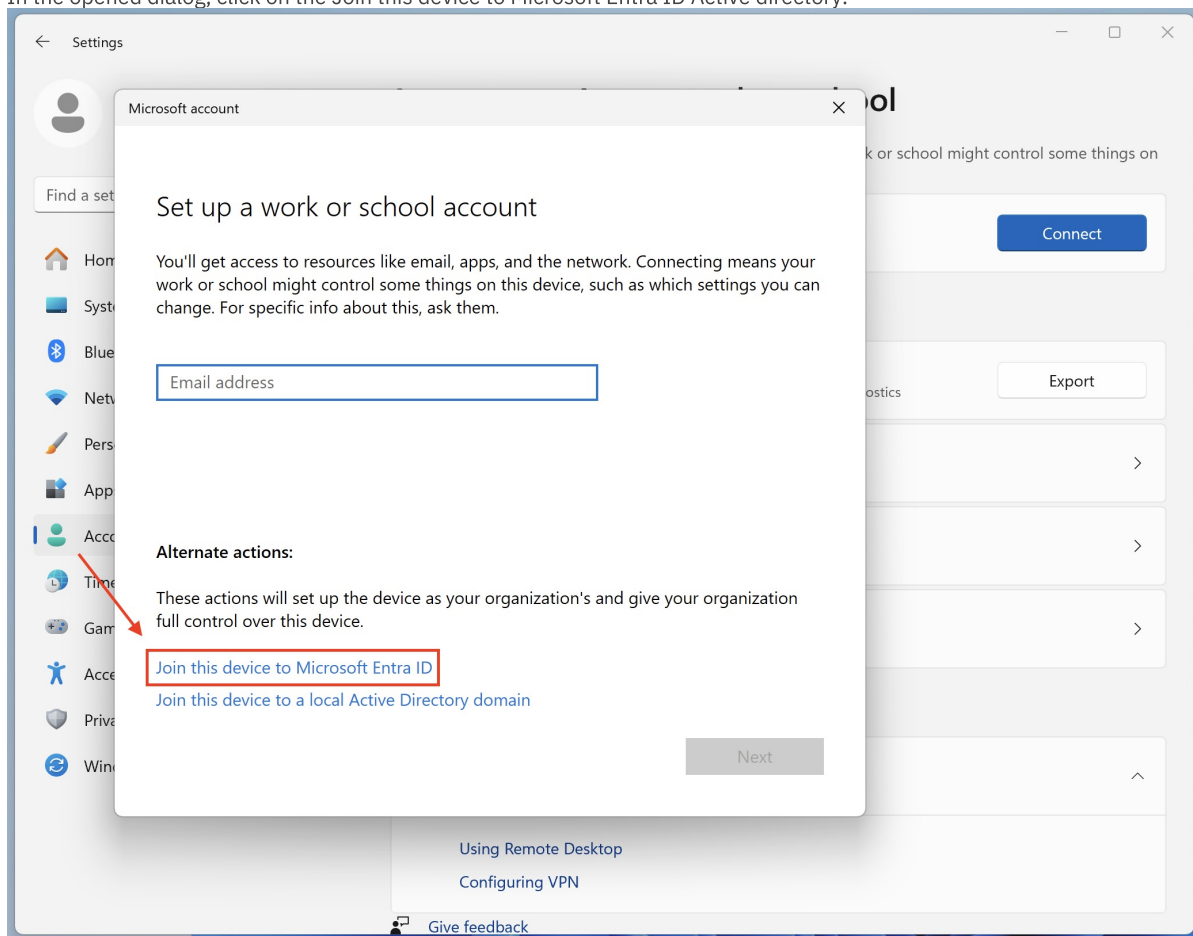 In the opened dialog, click on the Join this device to Microsoft Entra ID Active directory.
Settings
Microsoft account
ool
k or school might control some things on
Find a set
Set up a work or school account
Connect
You'll get access to resources like email, apps, and the network. Connecting means your
work or school might control some things on this device, such as which settings you can
change. For specific info about this, ask them.
Hom
Syste
Blue
Email address
ostics
Export
Netw
Pers
App
Acco
Alternate actions:
Time
These actions will set up the device as your organization's and give your organization
full control over this device.
Gam
Join this device to Microsoft Entra ID
Acce
Join this device to a local Active Directory domain
Priva
Next
Wind
Using Remote Desktop
Configuring VPN
Give feedback